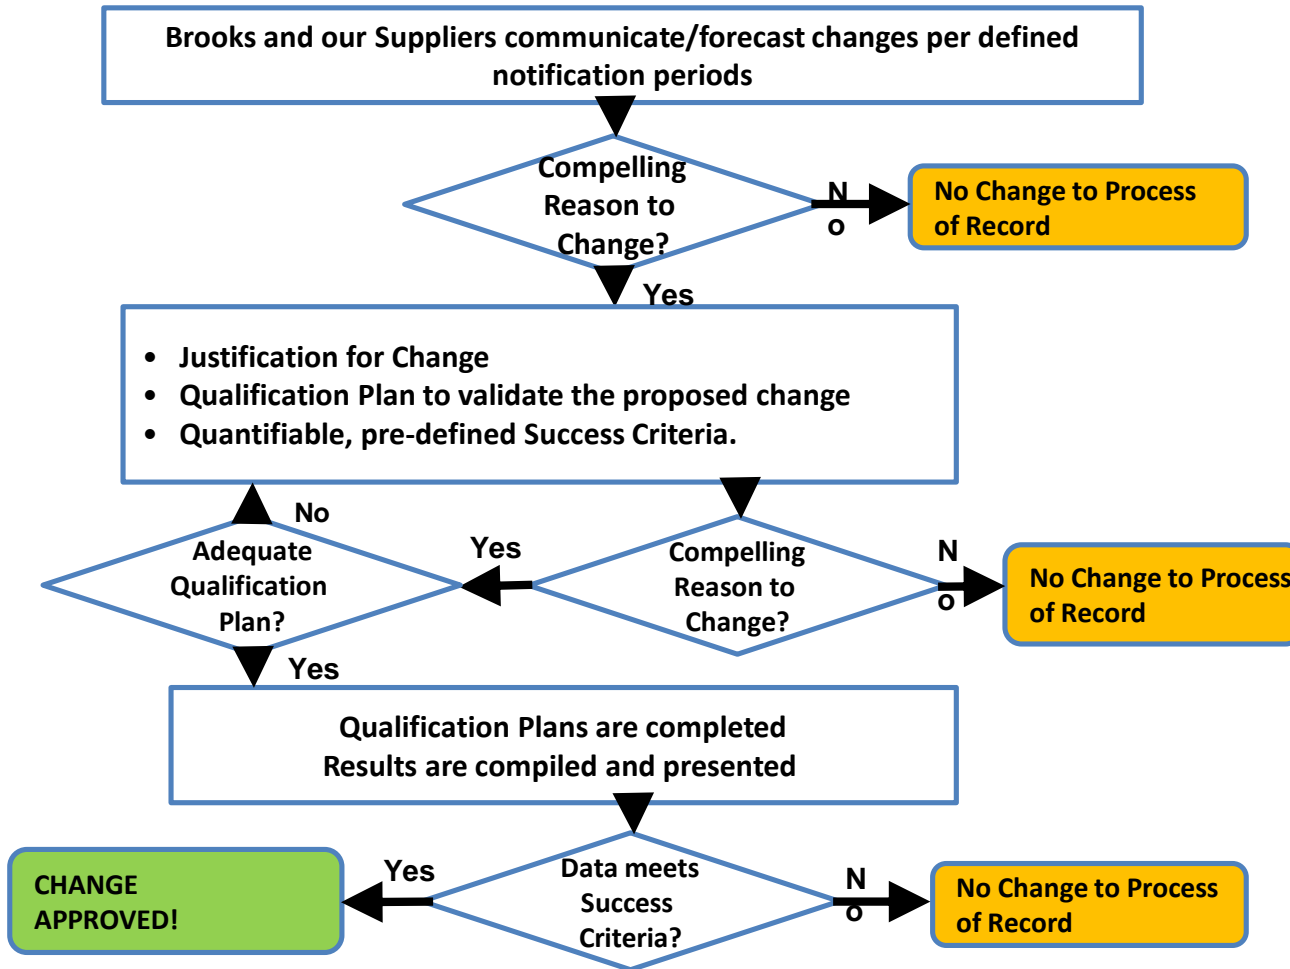 Brooks and our Suppliers communicate/forecast changes per defined
notification periods
Compelling
Reason to
Change?
N
o
No Change to Process
of Record
Yes
• Justification for Change
• Qualification Plan to validate the proposed change
• Quantifiable, pre-defined Success Criteria.
No
Adequate
Qualification
Plan?
Yes
Compelling
Reason to
Change?
N
o
No Change to Process
of Record
Yes
Qualification Plans are completed
Results are compiled and presented
CHANGE
APPROVED!
Yes
Data meets
Success
Criteria?
N
o
No Change to Process
of Record